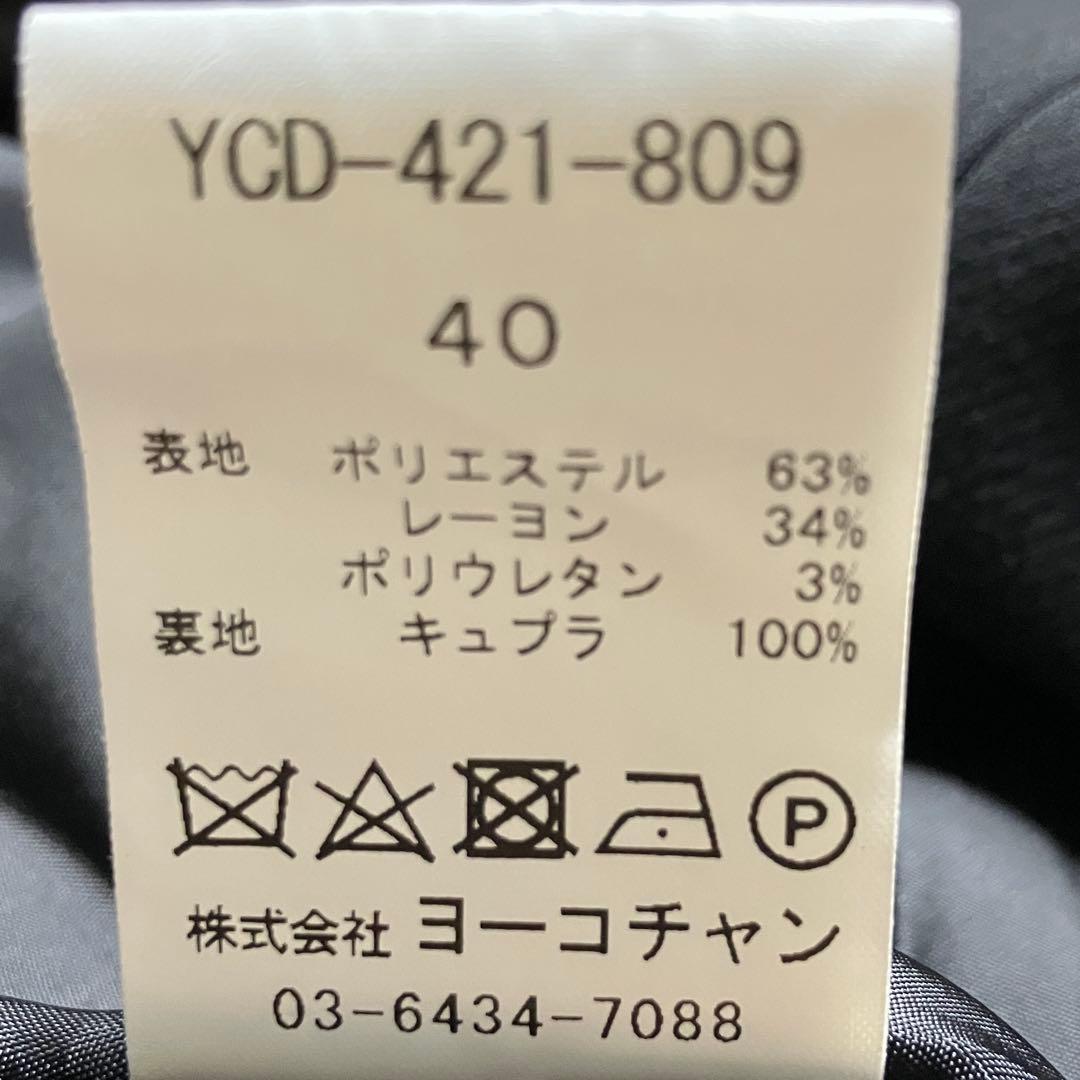 YCD-421-809
40
表地 ポリエステル 63%
レーヨン 34%
ポリウレタン 3%
裏地 キュプラ 100%
P
株式会社 ヨーコチャン
03-6434-7088